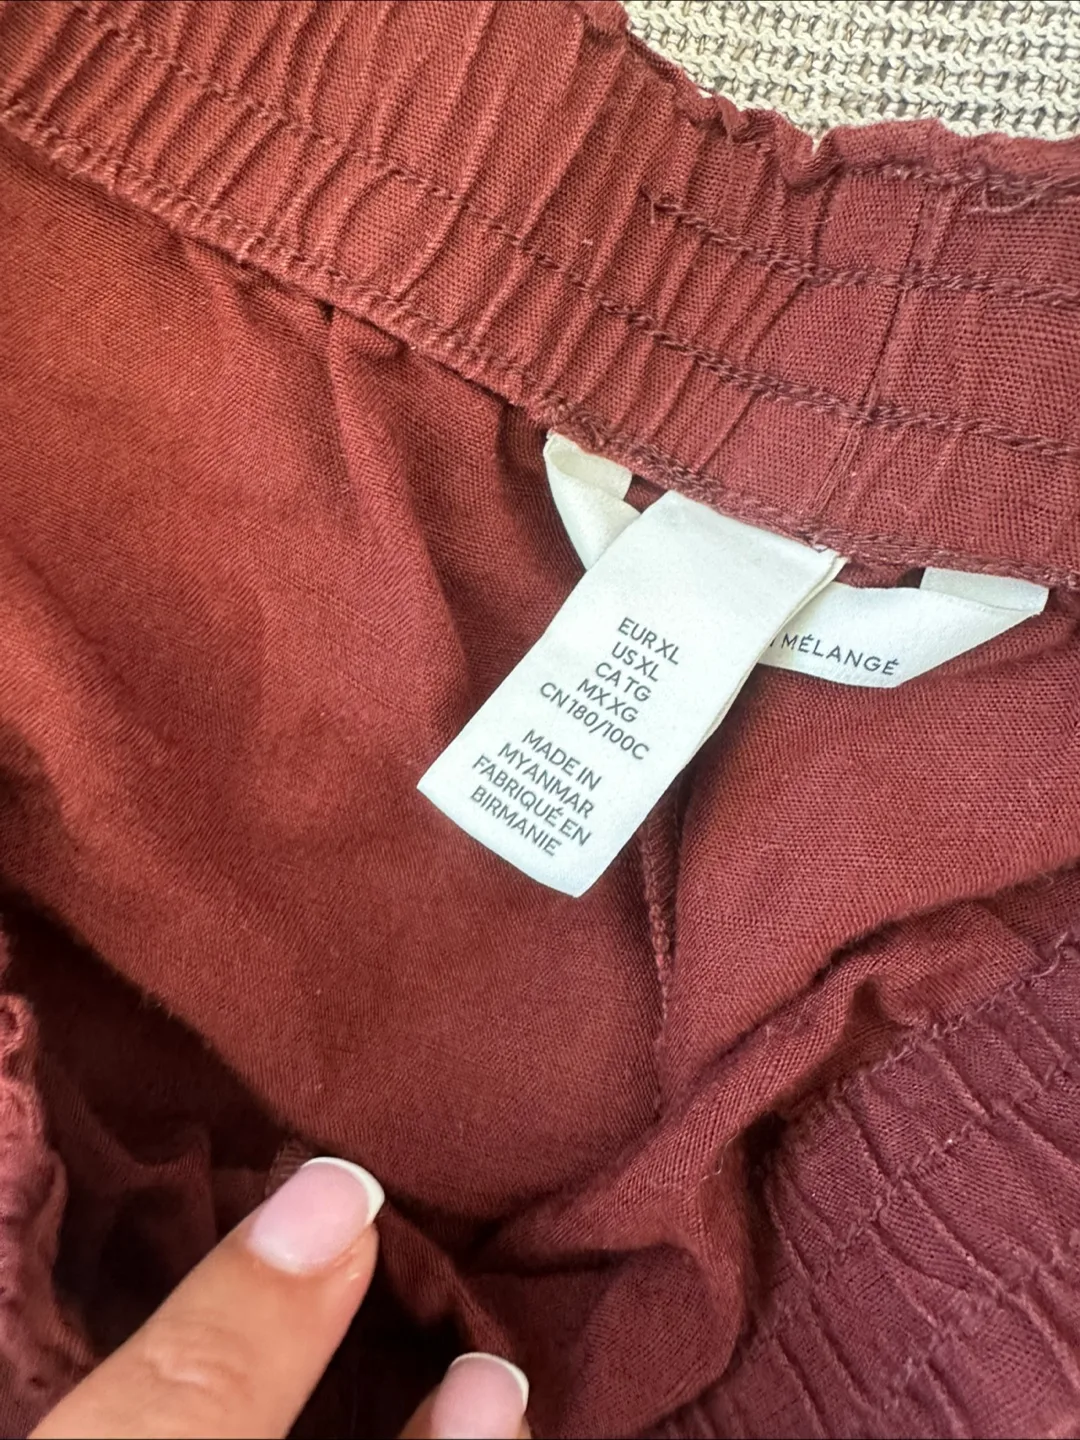 EUR XL
US XL
CA TG
MX XG
CN 180/100C
MADE IN
MYANMAR
FABRIQUÉ EN
BIRMANIE
MÉLANGÉ